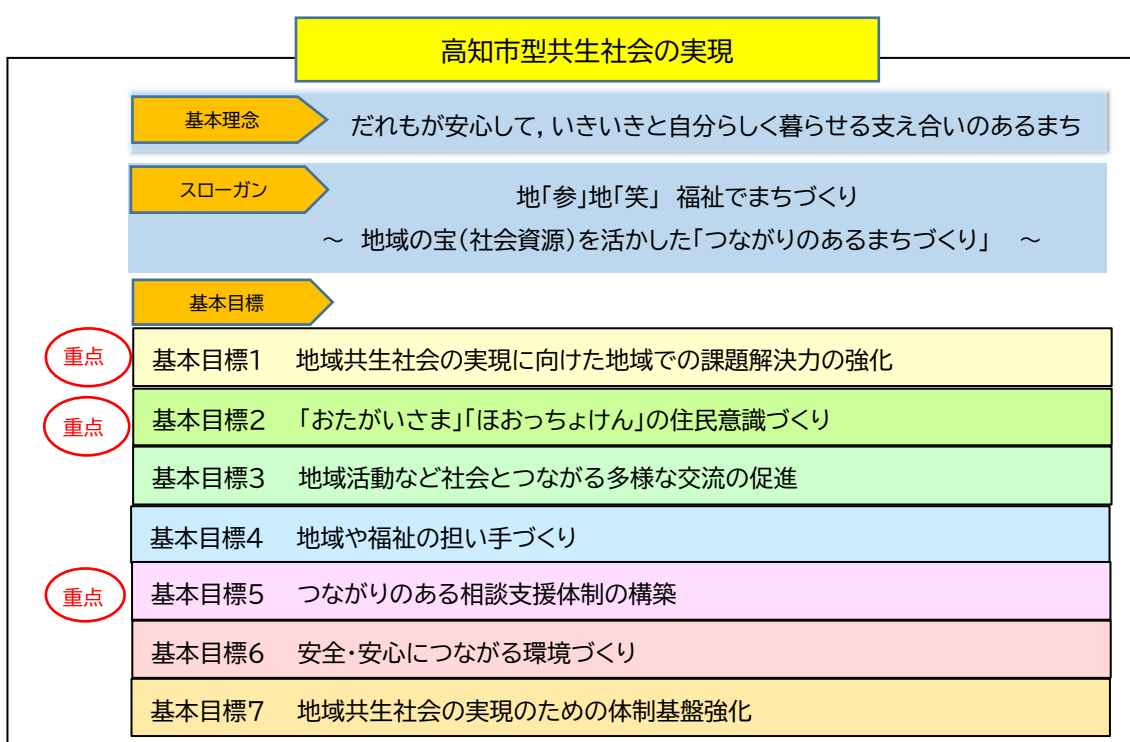 高知市型共生社会の実現
基本理念
だれもが安心して，いきいきと自分らしく暮らせる支え合いのあるまち
スローガン
地「参」地「笑」 福祉でまちづくり
～ 地域の宝（社会資源）を活かした「つながりのあるまちづくり」 ～
基本目標
重点
基本目標1 地域共生社会の実現に向けた地域での課題解決力の強化
重点
基本目標2 「おたがいさま」「ほおっちょけん」の住民意識づくり
基本目標3 地域活動など社会とつながる多様な交流の促進
基本目標4 地域や福祉の担い手づくり
重点
基本目標5 つながりのある相談支援体制の構築
基本目標6 安全・安心につながる環境づくり
基本目標7 地域共生社会の実現のための体制基盤強化